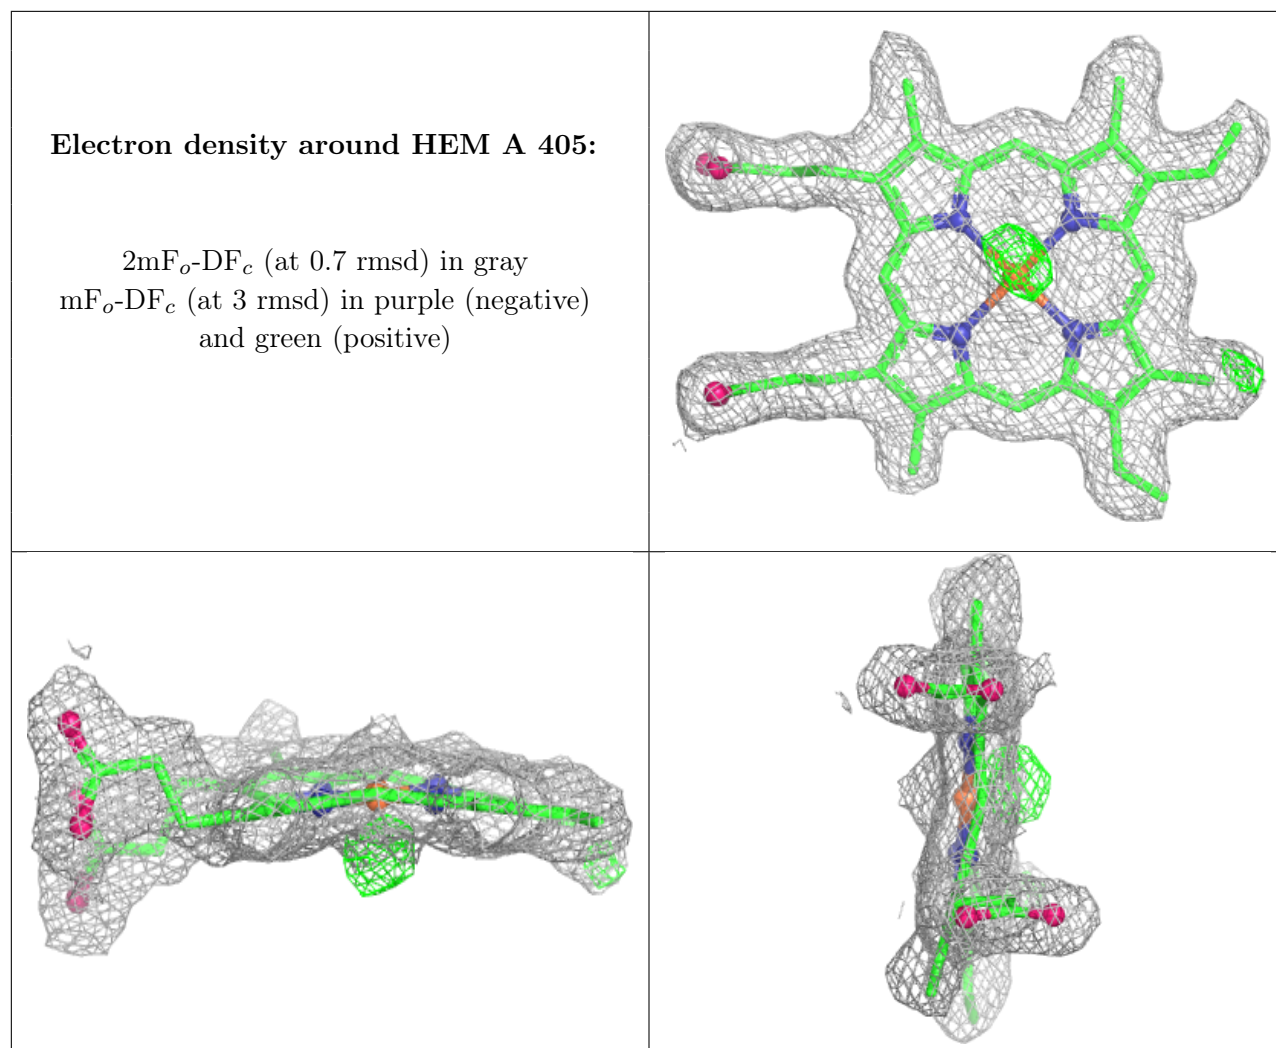 Electron density around HEM A 405:
2mFo-DFc (at 0.7 rmsd) in gray
mFo-DFc (at 3 rmsd) in purple (negative)
and green (positive)